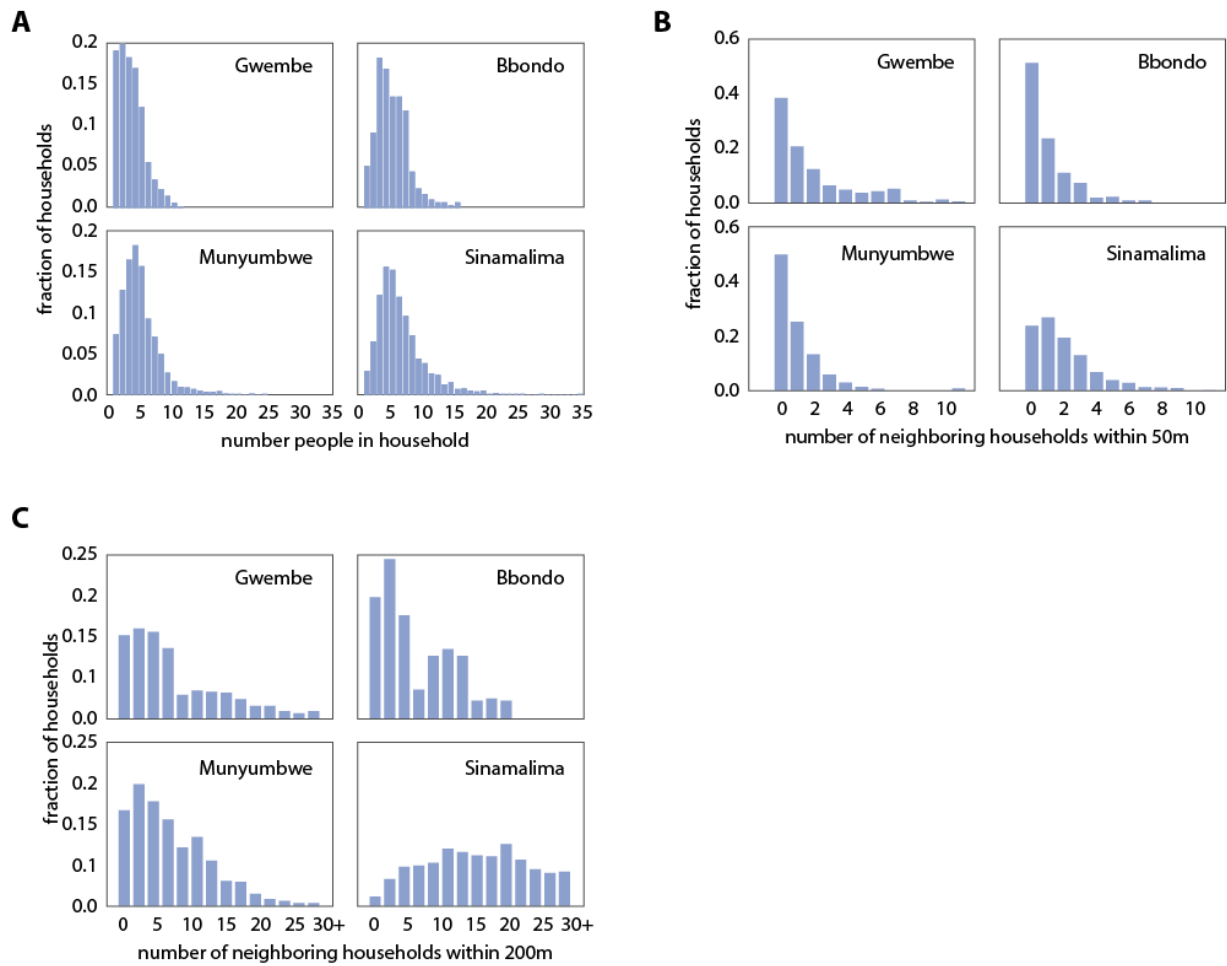 A
fraction of households
0.2
0.15
0.1
0.05
0.0
Gwembe
Bbondo
0.2
0.15
0.1
0.05
0.0
Munyumbwe
Sinamalima
0 5 10 15 20 25 30 35 0 5 10 15 20 25 30 35
number people in household
B
fraction of households
0.6
0.4
0.2
0.0
Gwembe
Bbondo
0.6
0.4
0.2
0.0
Munyumbwe
Sinamalima
0 2 4 6 8 10 0 2 4 6 8 10
number of neighboring households within 50m
C
fraction of households
0.25
0.2
0.15
0.1
0.0
Gwembe
Bbondo
0.25
0.2
0.15
0.1
0.0
Munyumbwe
Sinamalima
0 5 10 15 20 25 30+ 0 5 10 15 20 25 30+
number of neighboring households within 200m